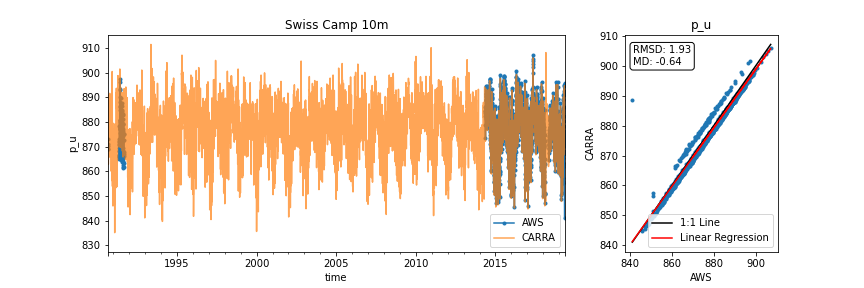 Swiss Camp 10m
p_u
910
900
890
880
870
860
850
840
830
1995
2000
2005
2010
2015
time
AWS
CARRA
p_u
RMSD: 1.93
MD: -0.64
CARRA
910
900
890
880
870
860
850
840
840
860
880
900
AWS
1:1 Line
Linear Regression